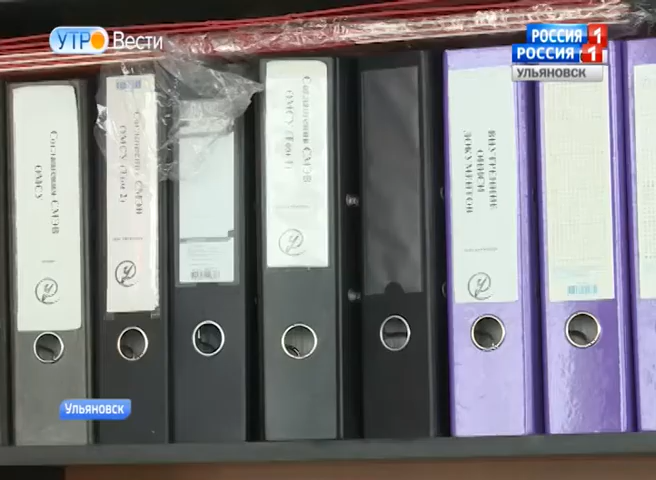 УТРО Вести
РОССИЯ 1
РОССИЯ 1
УЛЬЯНОВСК
Соглашения СМЭВ
ОМСУ
Соглашения СМЭВ
ОМСУ (Том 2)
Соглашения СМЭВ
ОМСУ (Том 1)
ВНУТРЕННИЕ
ОПИСИ
ДОКУМЕНТОВ
УЛЬЯНОВСК